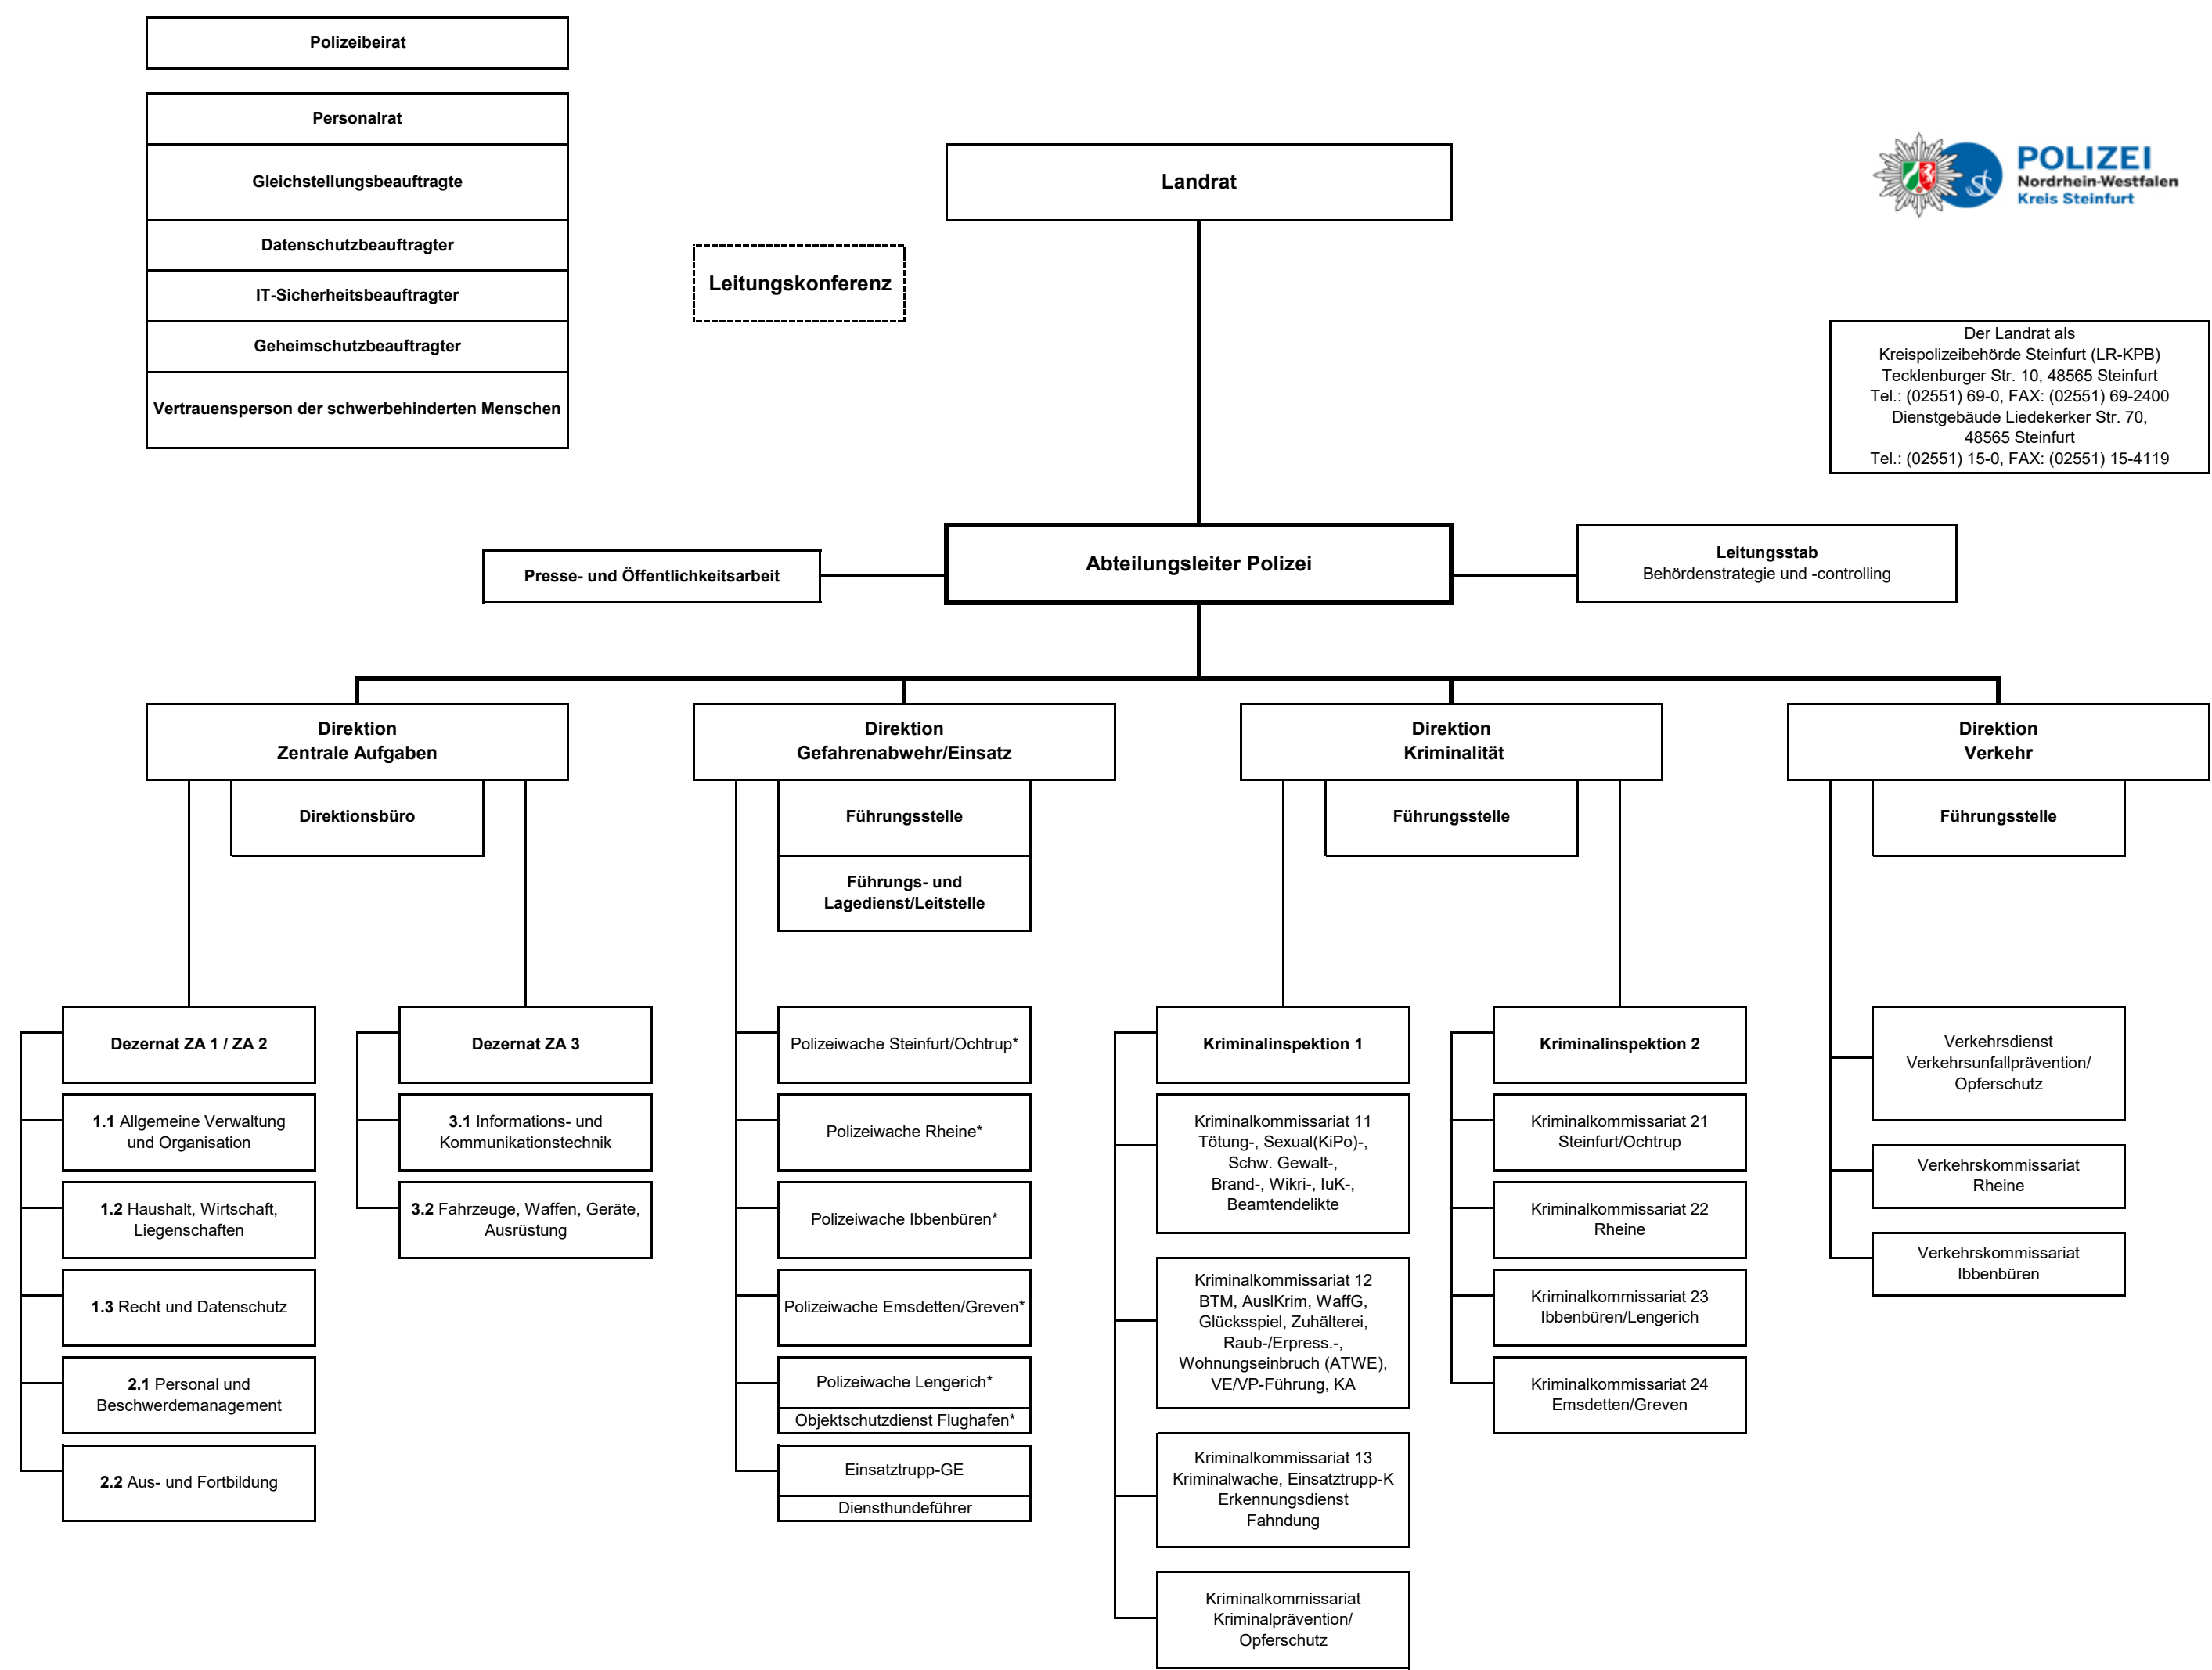 Polizeibeirat
Personalrat
Gleichstellungsbeauftragte
Datenschutzbeauftragter
IT-Sicherheitsbeauftragter
Geheimschutzbeauftragter
Vertrauensperson der schwerbehinderten Menschen
Landrat
Leitungskonferenz
POLIZEI
Nordrhein-Westfalen
Kreis Steinfurt
st
Der Landrat als
Kreispolizeibehörde Steinfurt (LR-KPB)
Tecklenburger Str. 10, 48565 Steinfurt
Tel.: (02551) 69-0, FAX: (02551) 69-2400
Dienstgebäude Liedekerker Str. 70,
48565 Steinfurt
Tel.: (02551) 15-0, FAX: (02551) 15-4119
Presse- und Öffentlichkeitsarbeit
Abteilungsleiter Polizei
Leitungsstab
Behördenstrategie und -controlling
Direktion
Zentrale Aufgaben
Direktionsbüro
Dezernat ZA 1 / ZA 2
1.1 Allgemeine Verwaltung
und Organisation
1.2 Haushalt, Wirtschaft,
Liegenschaften
1.3 Recht und Datenschutz
2.1 Personal und
Beschwerdemanagement
2.2 Aus- und Fortbildung
Dezernat ZA 3
3.1 Informations- und
Kommunikationstechnik
3.2 Fahrzeuge, Waffen, Geräte,
Ausrüstung
Direktion
Gefahrenabwehr/Einsatz
Führungsstelle
Führungs- und
Lagedienst/Leitstelle
Polizeiwache Steinfurt/Ochtrup*
Polizeiwache Rheine*
Polizeiwache Ibbenbüren*
Polizeiwache Emsdetten/Greven*
Polizeiwache Lengerich*
Objektschutzdienst Flughafen*
Einsatztrupp-GE
Diensthundeführer
Direktion
Kriminalität
Führungsstelle
Kriminalinspektion 1
Kriminalkommissariat 11
Tötung-, Sexual(KiPo)-,
Schw. Gewalt-,
Brand-, Wikri-, IuK-,
Beamtendelikte
Kriminalkommissariat 12
BTM, AuslKrim, WaffG,
Glücksspiel, Zuhälterei,
Raub-/Erpress.-,
Wohnungseinbruch (ATWE),
VE/VP-Führung, KA
Kriminalkommissariat 13
Kriminalwache, Einsatztrupp-K
Erkennungsdienst
Fahndung
Kriminalkommissariat
Kriminalprävention/
Opferschutz
Kriminalinspektion 2
Kriminalkommissariat 21
Steinfurt/Ochtrup
Kriminalkommissariat 22
Rheine
Kriminalkommissariat 23
Ibbenbüren/Lengerich
Kriminalkommissariat 24
Emsdetten/Greven
Direktion
Verkehr
Führungsstelle
Verkehrsdienst
Verkehrsunfallprävention/
Opferschutz
Verkehrskommissariat
Rheine
Verkehrskommissariat
Ibbenbüren